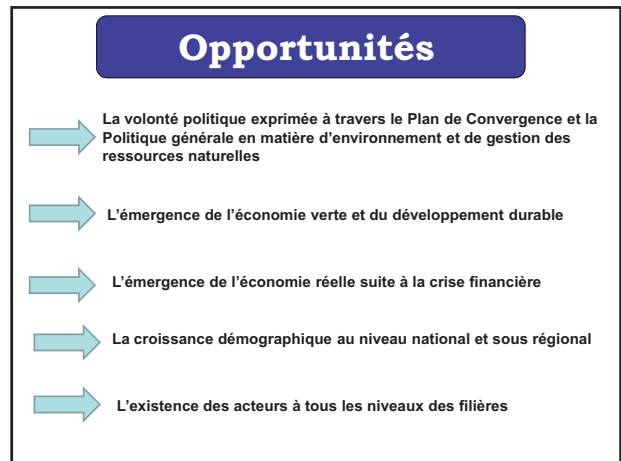 Opportunités
La volonté politique exprimée à travers le Plan de Convergence et la
Politique générale en matière d’environnement et de gestion des
ressources naturelles
L’émergence de l’économie verte et du développement durable
L’émergence de l’économie réelle suite à la crise financière
La croissance démographique au niveau national et sous régional
L’existence des acteurs à tous les niveaux des filières